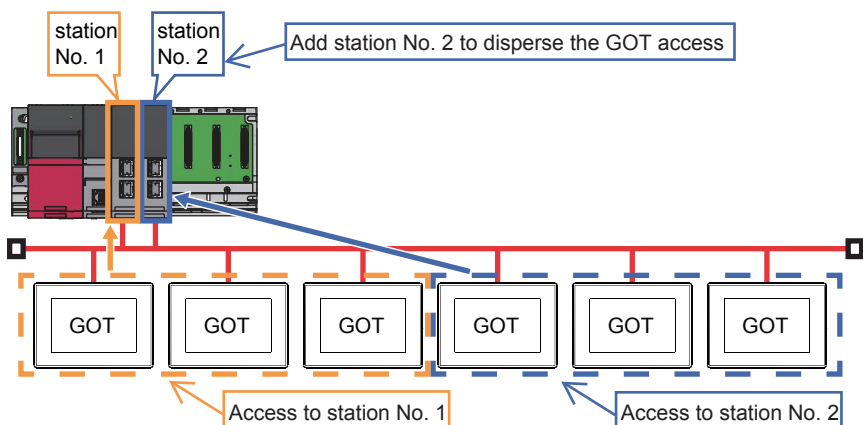 station
No. 1
station
No. 2
Add station No. 2 to disperse the GOT access
GOT
GOT
GOT
GOT
GOT
GOT
Access to station No. 1
Access to station No. 2